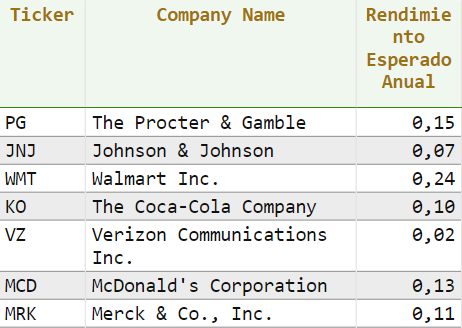 Ticker Company Name Rendimie
nto
Esperado
Anual
PG The Procter & Gamble 0,15
JNJ Johnson & Johnson 0,07
WMT Walmart Inc. 0,24
KO The Coca-Cola Company 0,10
VZ Verizon Communications 0,02
Inc.
MCD McDonald's Corporation 0,13
MRK Merck & Co., Inc. 0,11